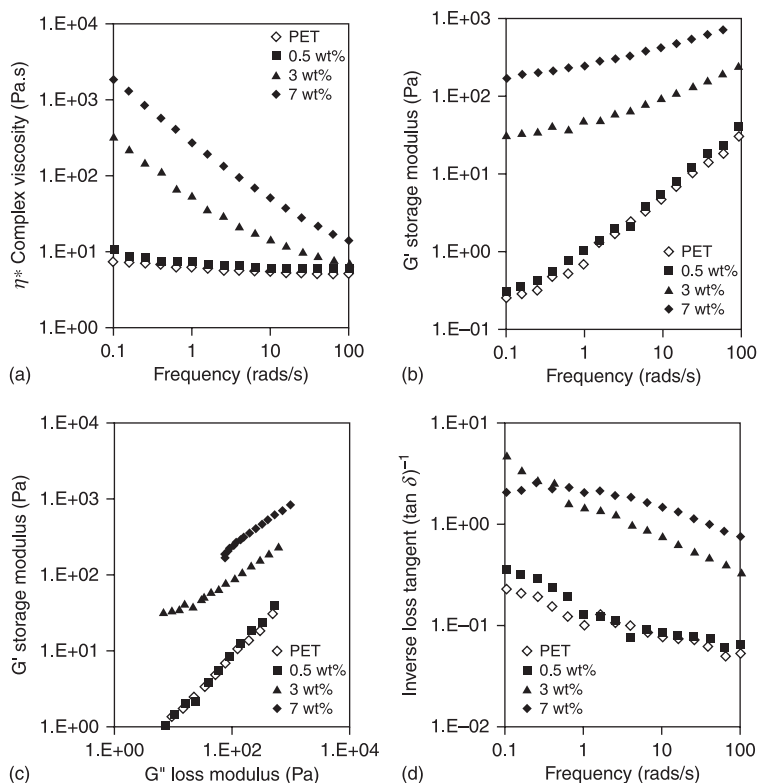 1.E+04
1.E+03
1.E+02
1.E+01
1.E+00
η* Complex viscosity (Pa.s)
PET
0.5 wt%
3 wt%
7 wt%
0.1 1 10 100
(a) Frequency (rads/s)
1.E+03
1.E+02
1.E+01
1.E+00
1.E−01
G' storage modulus (Pa)
PET
0.5 wt%
3 wt%
7 wt%
0.1 1 10 100
(b) Frequency (rads/s)
1.E+04
1.E+03
1.E+02
1.E+01
1.E+00
G' storage modulus (Pa)
PET
0.5 wt%
3 wt%
7 wt%
1.E+00 1.E+02 1.E+04
(c) G" loss modulus (Pa)
1.E+01
1.E+00
1.E−01
1.E−02
Inverse loss tangent (tan δ)⁻¹
PET
0.5 wt%
3 wt%
7 wt%
0.1 1 10 100
(d) Frequency (rads/s)